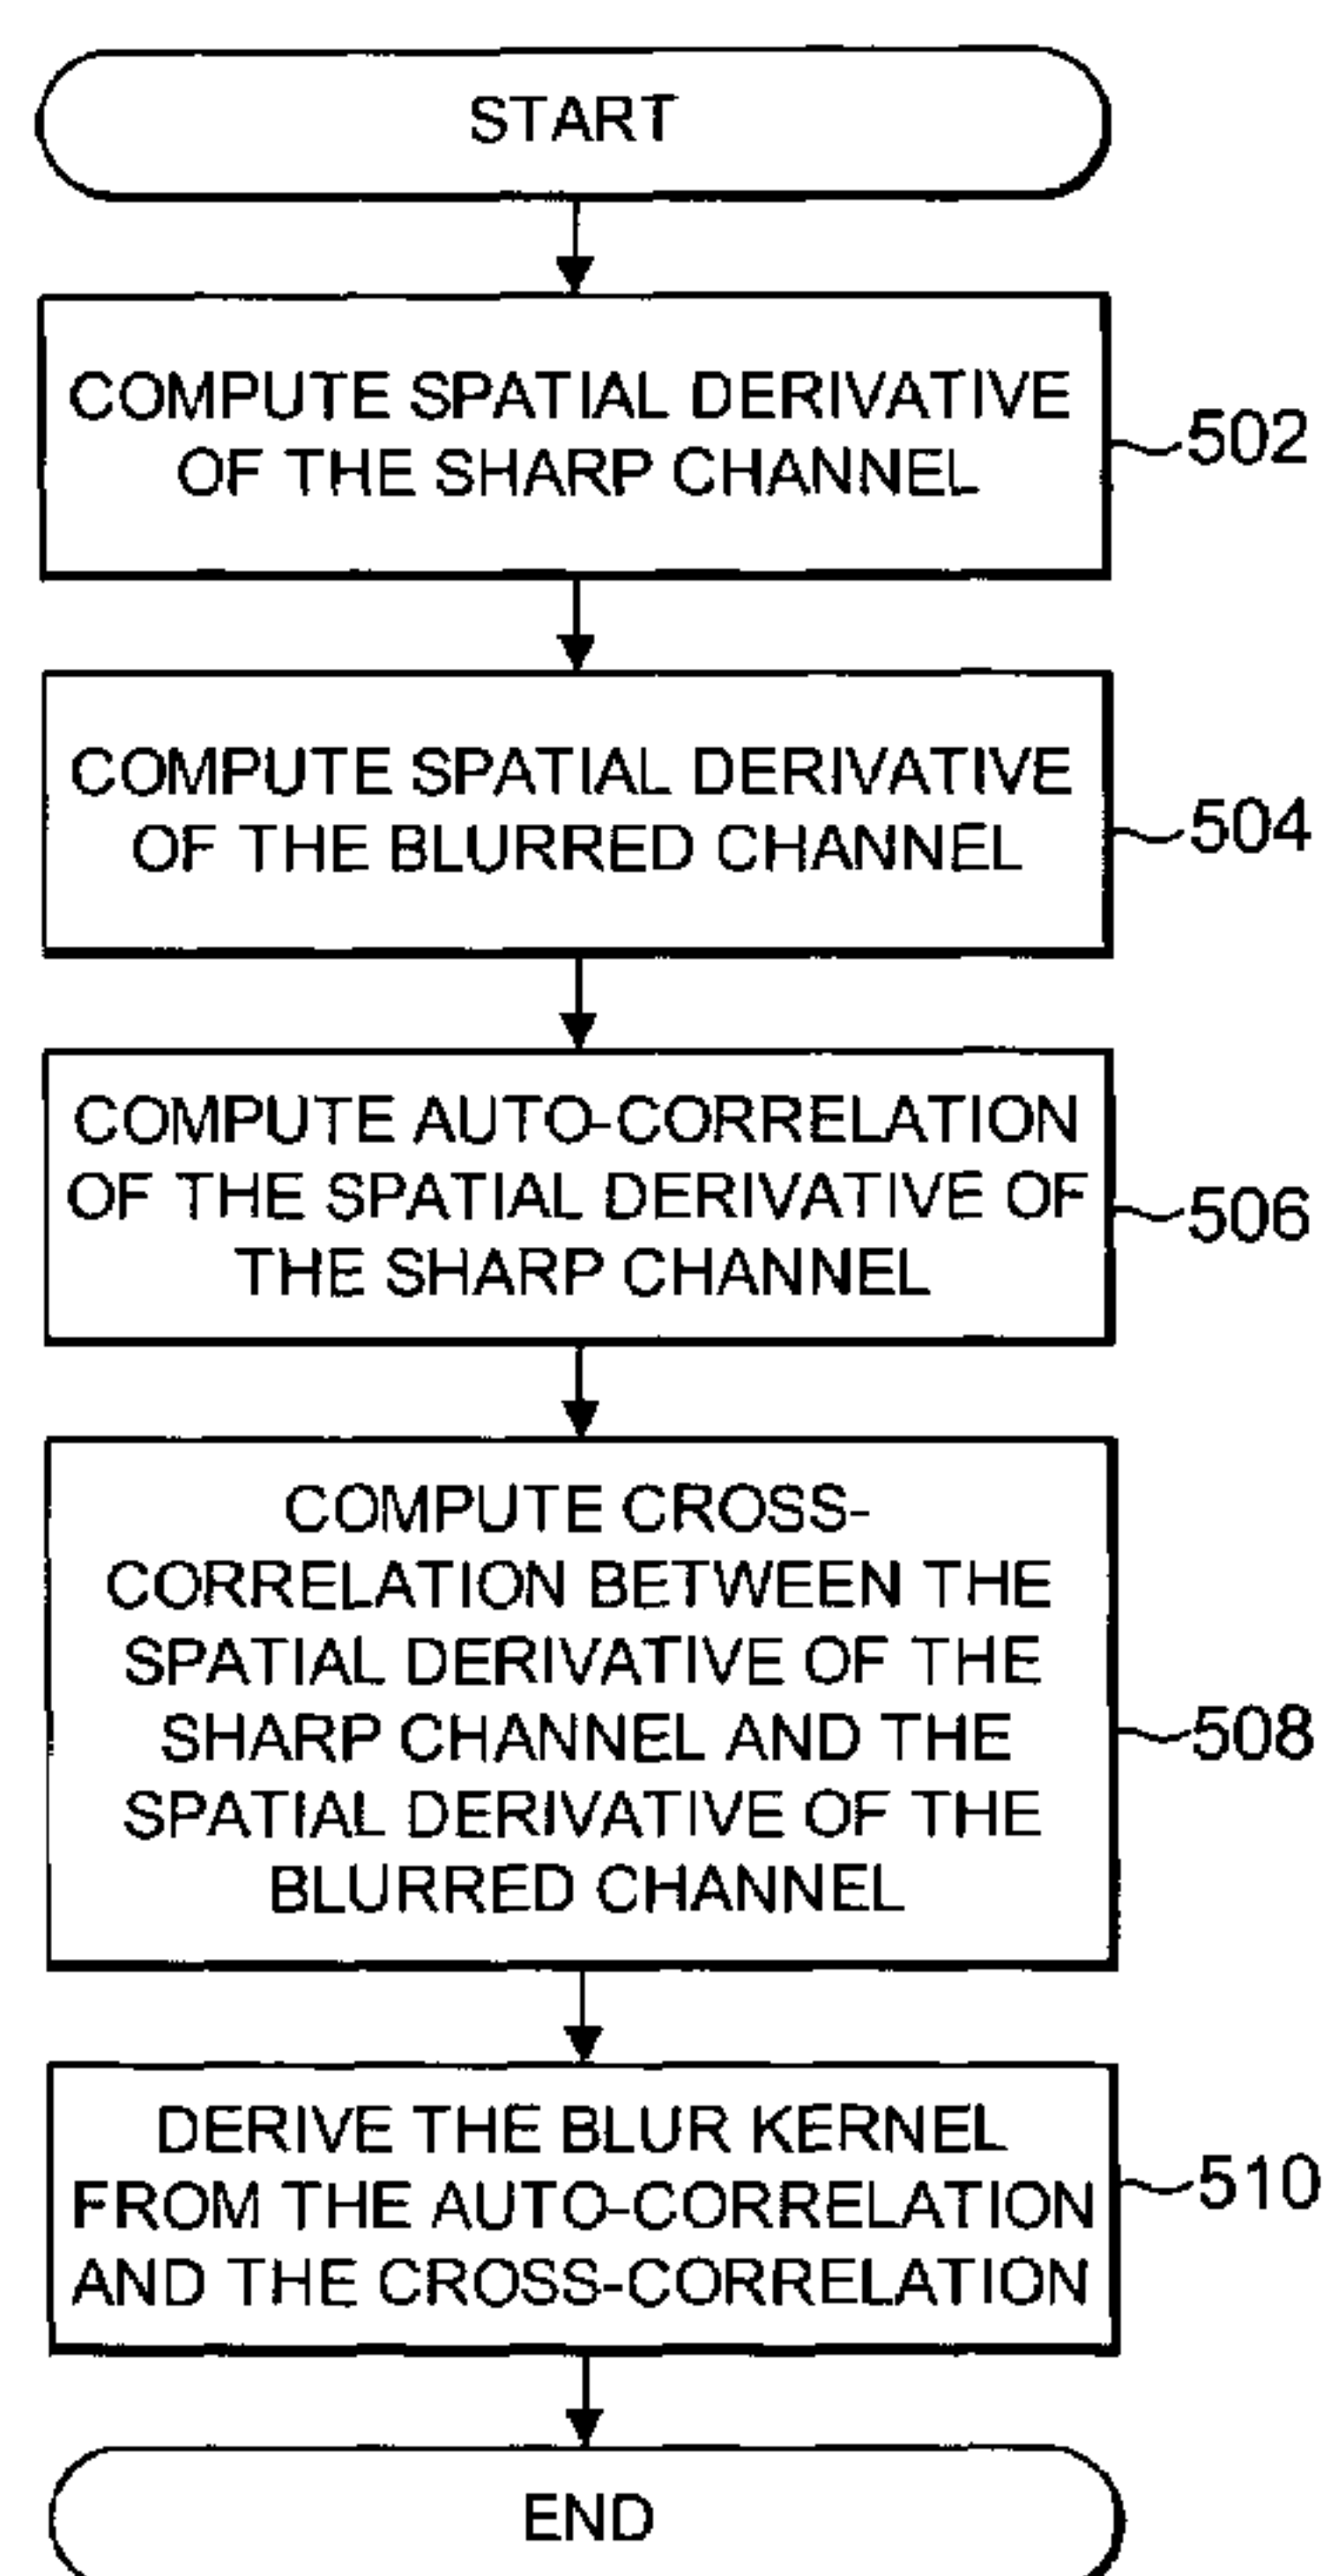 START
COMPUTE SPATIAL DERIVATIVE
OF THE SHARP CHANNEL
502
COMPUTE SPATIAL DERIVATIVE
OF THE BLURRED CHANNEL
504
COMPUTE AUTO-CORRELATION
OF THE SPATIAL DERIVATIVE OF
THE SHARP CHANNEL
506
COMPUTE CROSS-
CORRELATION BETWEEN THE
SPATIAL DERIVATIVE OF THE
SHARP CHANNEL AND THE
SPATIAL DERIVATIVE OF THE
BLURRED CHANNEL
508
DERIVE THE BLUR KERNEL
FROM THE AUTO-CORRELATION
AND THE CROSS-CORRELATION
510
END